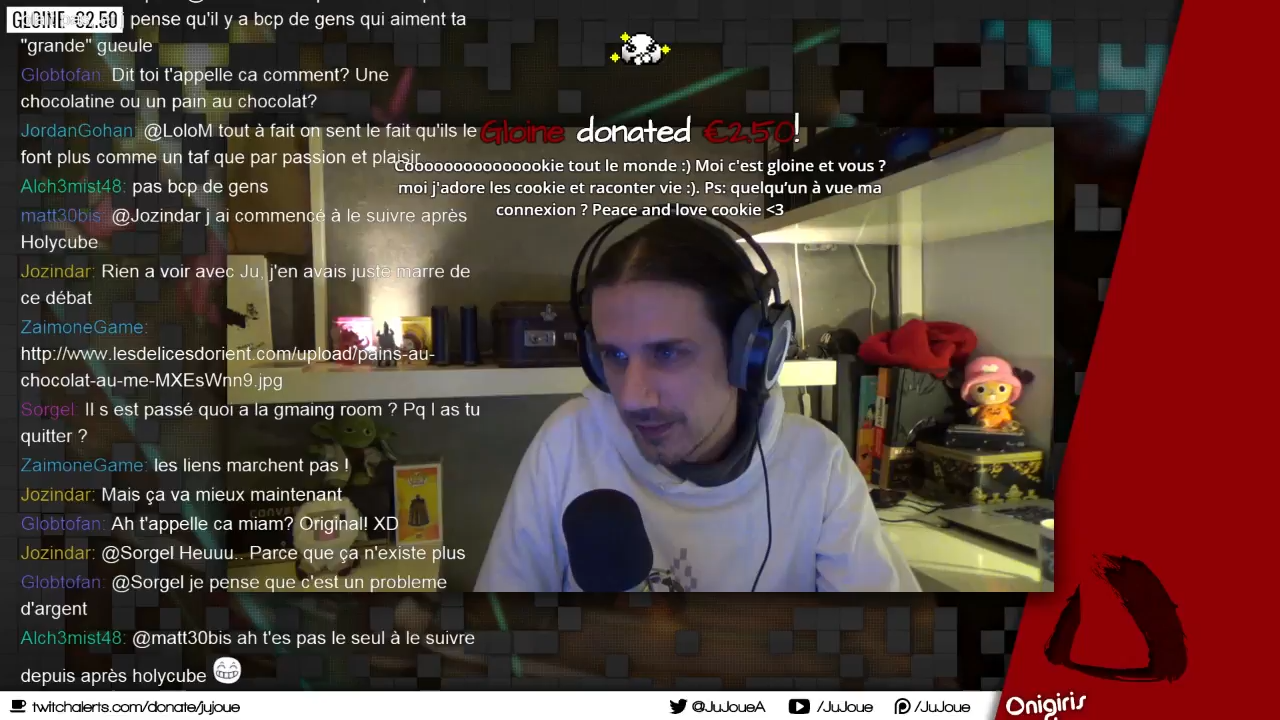 GLOINE €2.50
pense qu'il y a bcp de gens qui aiment ta
"grande" gueule
Globtofan: Dit toi t'appelle ca comment? Une
chocolatine ou un pain au chocolat?
JordanGohan: @LoloM tout à fait on sent le fait qu'ils le
font plus comme un taf que par passion et plaisir
Alch3mist48: pas bcp de gens
matt30bis: @Jozindar j ai commencé à le suivre après
Holycube
Jozindar: Rien a voir avec Ju, j'en avais juste marre de
ce débat
ZaimoneGame:
http://www.lesdelicesdorient.com/upload/pains-au-
chocolat-au-me-MXEsWnn9.jpg
Sorgel: Il s est passé quoi a la gmaing room ? Pq l as tu
quitter ?
ZaimoneGame: les liens marchent pas !
Jozindar: Mais ça va mieux maintenant
Globtofan: Ah t'appelle ca miam? Original! XD
Jozindar: @Sorgel Heuuu.. Parce que ça n'existe plus
Globtofan: @Sorgel je pense que c'est un probleme
d'argent
Alch3mist48: @matt30bis ah t'es pas le seul à le suivre
depuis après holycube
Gloine donated €2.50!
Cooooooooooooookie tout le monde :) Moi c'est gloine et vous ?
moi j'adore les cookie et raconter vie :). Ps: quelqu'un à vue ma
connexion ? Peace and love cookie <3
twitchalerts.com/donate/jujoue
@JuJoueA
/JuJoue
/JuJoue
Onigiris